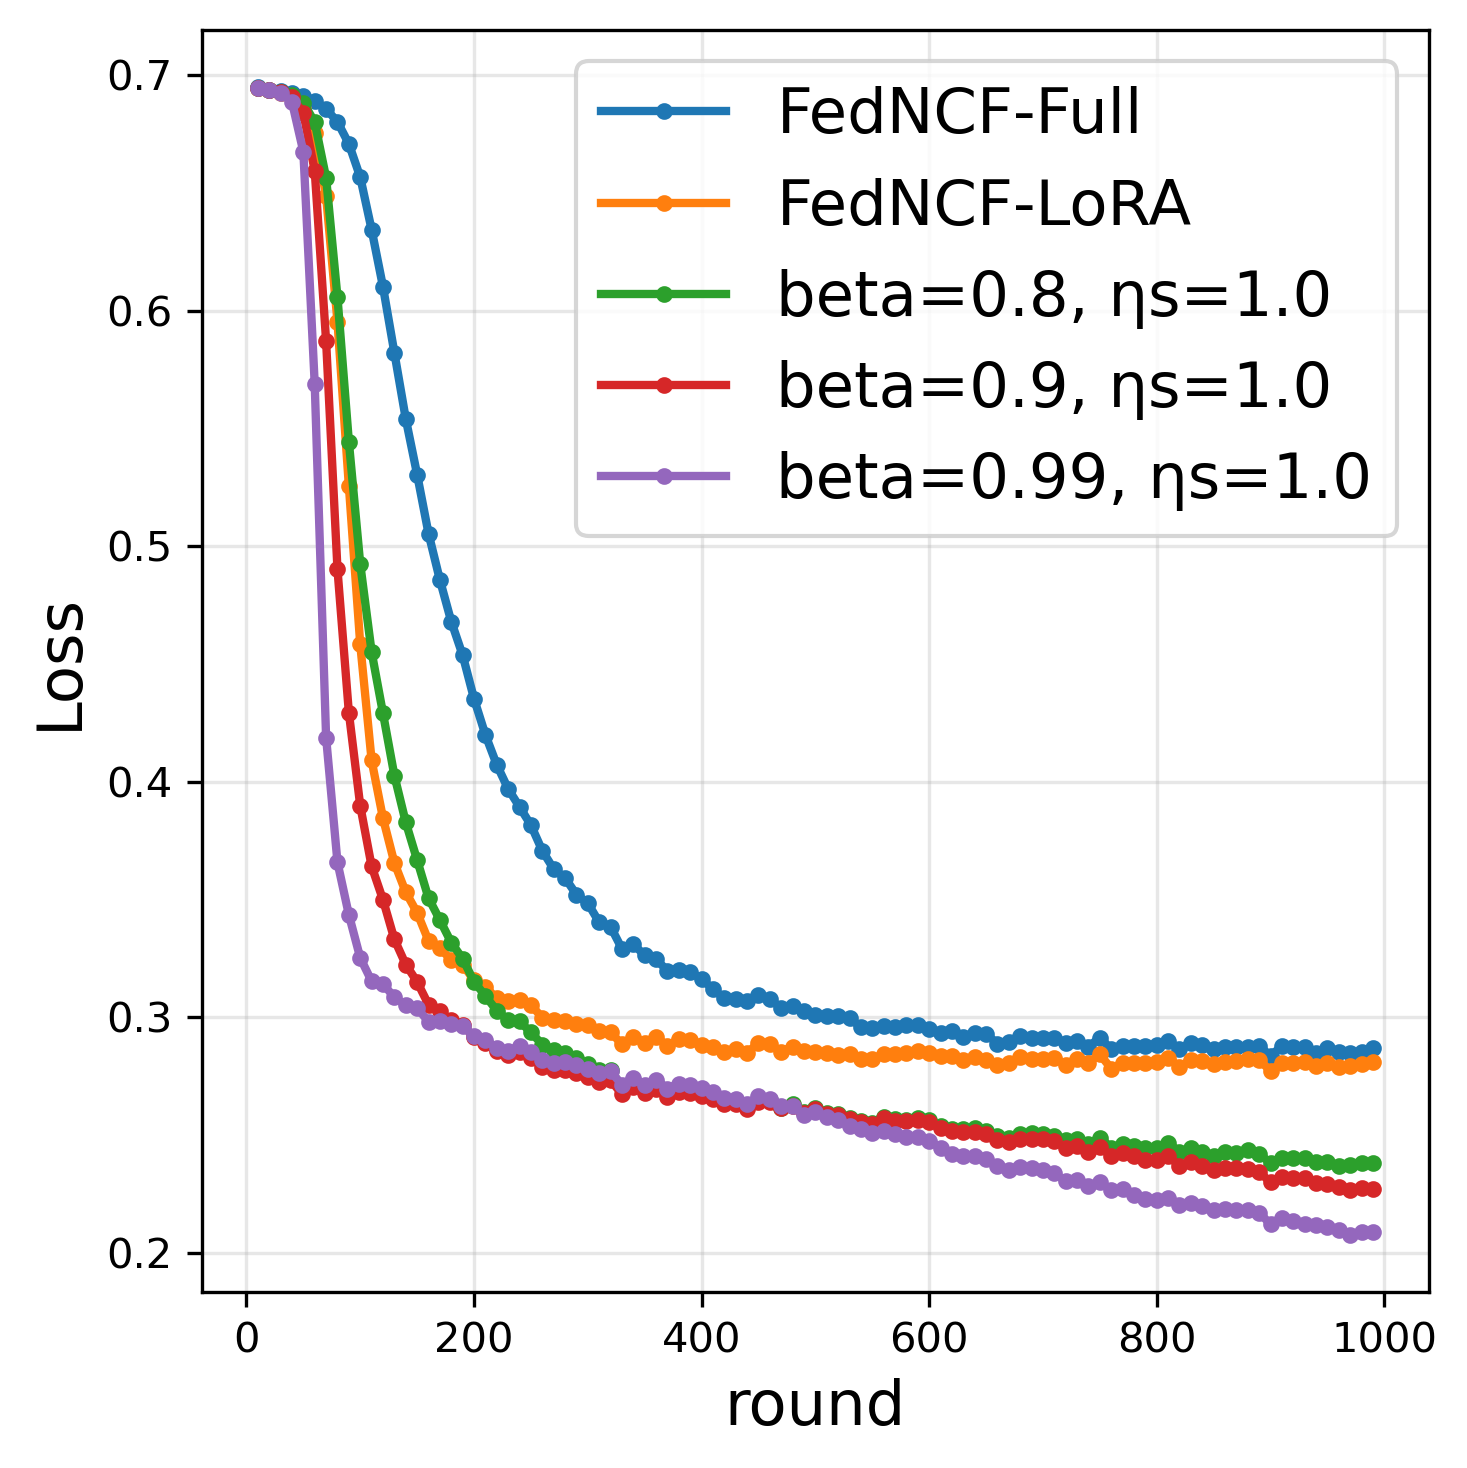 0.7
0.6
0.5
0.4
0.3
0.2
Loss
FedNCF-Full
FedNCF-LoRA
beta=0.8, ηs=1.0
beta=0.9, ηs=1.0
beta=0.99, ηs=1.0
0 200 400 600 800 1000
round